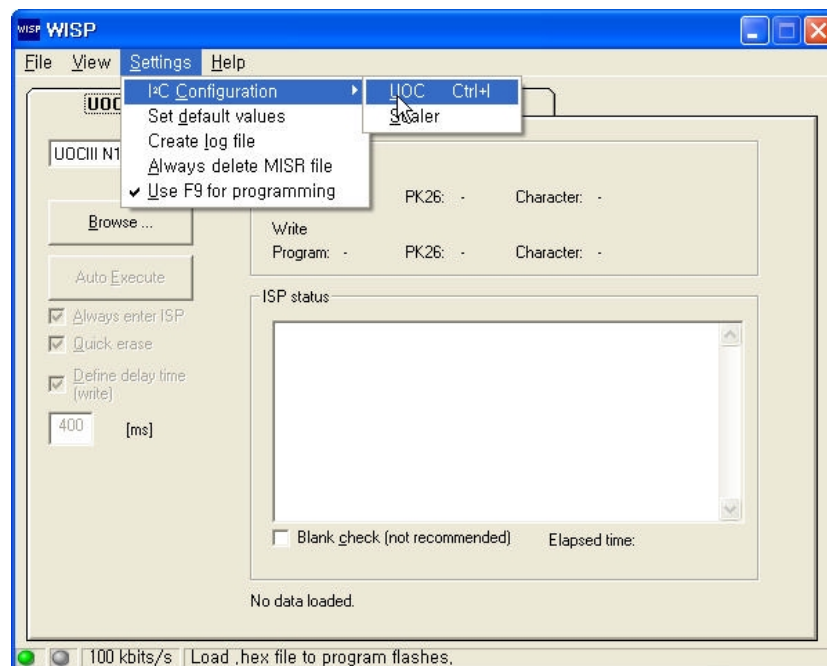 WISP WISP
File View Settings Help
I²C Configuration
UOC Ctrl+I
Set default values
Scaler
Create log file
Always delete MISR file
Use F9 for programming
UOC
UOCIII N1
Browse ...
Auto Execute
Always enter ISP
Quick erase
Define delay time
(write)
400 [ms]
PK26: - Character: -
Write
Program: - PK26: - Character: -
ISP status
Blank check (not recommended) Elapsed time:
No data loaded.
100 kbits/s Load .hex file to program flashes,